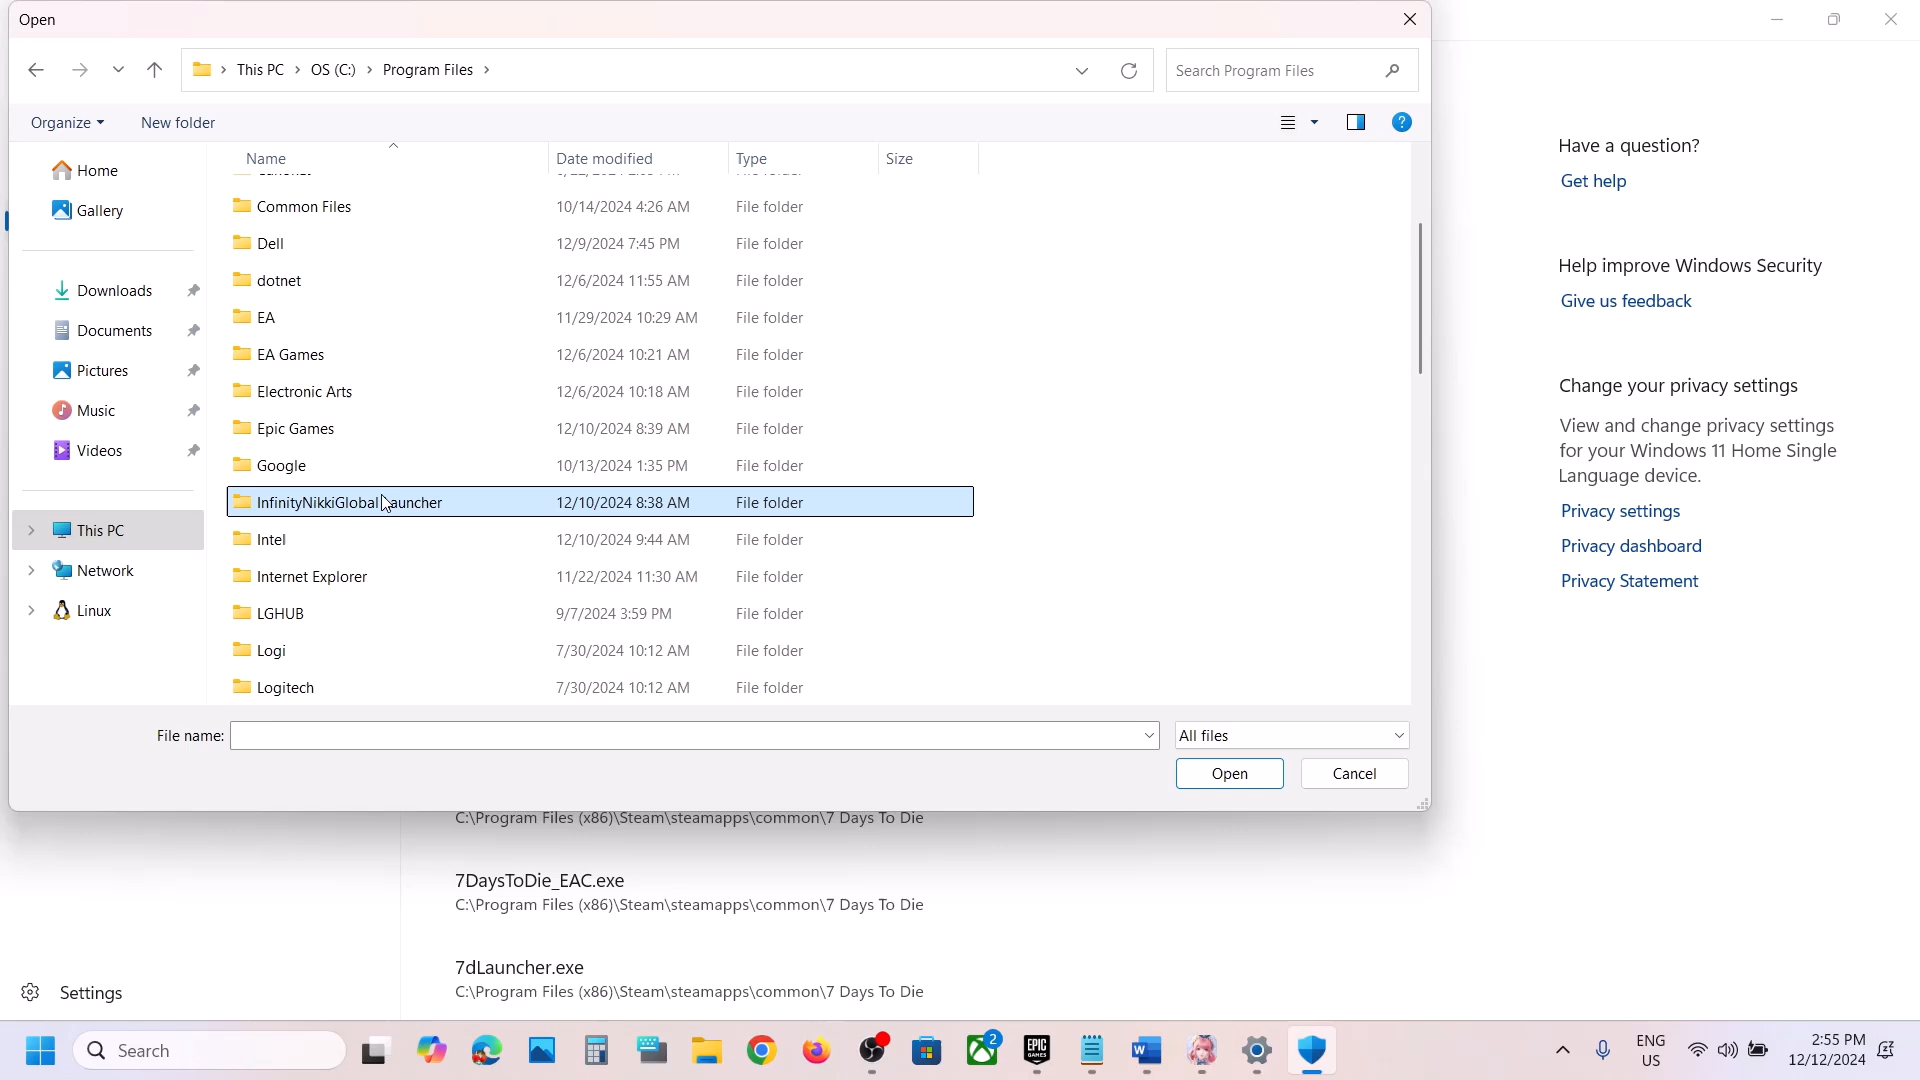 Open
This PC > OS (C:) > Program Files >
Search Program Files
Organize
New folder
Name
Date modified
Type
Size
Home
Gallery
Downloads
Documents
Pictures
Music
Videos
This PC
Network
Linux
Common Files 10/14/2024 4:26 AM File folder
Dell 12/9/2024 7:45 PM File folder
dotnet 12/6/2024 11:55 AM File folder
EA 11/29/2024 10:29 AM File folder
EA Games 12/6/2024 10:21 AM File folder
Electronic Arts 12/6/2024 10:18 AM File folder
Epic Games 12/10/2024 8:39 AM File folder
Google 10/13/2024 1:35 PM File folder
InfinityNikkiGlobalLauncher 12/10/2024 8:38 AM File folder
Intel 12/10/2024 9:44 AM File folder
Internet Explorer 11/22/2024 11:30 AM File folder
LGHUB 9/7/2024 3:59 PM File folder
Logi 7/30/2024 10:12 AM File folder
Logitech 7/30/2024 10:12 AM File folder
File name:
All files
Open
Cancel
Have a question?
Get help
Help improve Windows Security
Give us feedback
Change your privacy settings
View and change privacy settings
for your Windows 11 Home Single
Language device.
Privacy settings
Privacy dashboard
Privacy Statement
C:\Program Files (x86)\Steam\steamapps\common\7 Days To Die
7DaysToDie_EAC.exe
C:\Program Files (x86)\Steam\steamapps\common\7 Days To Die
7dLauncher.exe
C:\Program Files (x86)\Steam\steamapps\common\7 Days To Die
Settings
Search
2
EPIC
GAMES
ENG
US
2:55 PM
12/12/2024